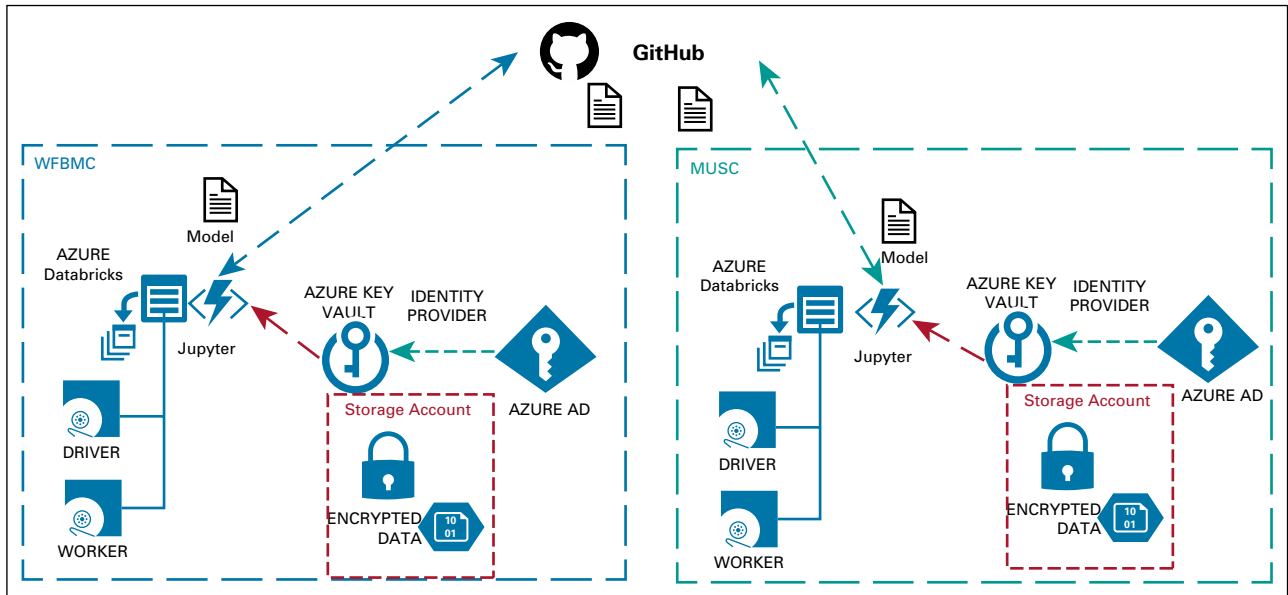 GitHub
WFBMC
Model
AZURE
Databricks
Jupyter
AZURE KEY
VAULT
IDENTITY
PROVIDER
AZURE AD
DRIVER
WORKER
Storage Account
ENCRYPTED
DATA
10
01
MUSC
Model
AZURE
Databricks
Jupyter
AZURE KEY
VAULT
IDENTITY
PROVIDER
AZURE AD
DRIVER
WORKER
Storage Account
ENCRYPTED
DATA
10
01